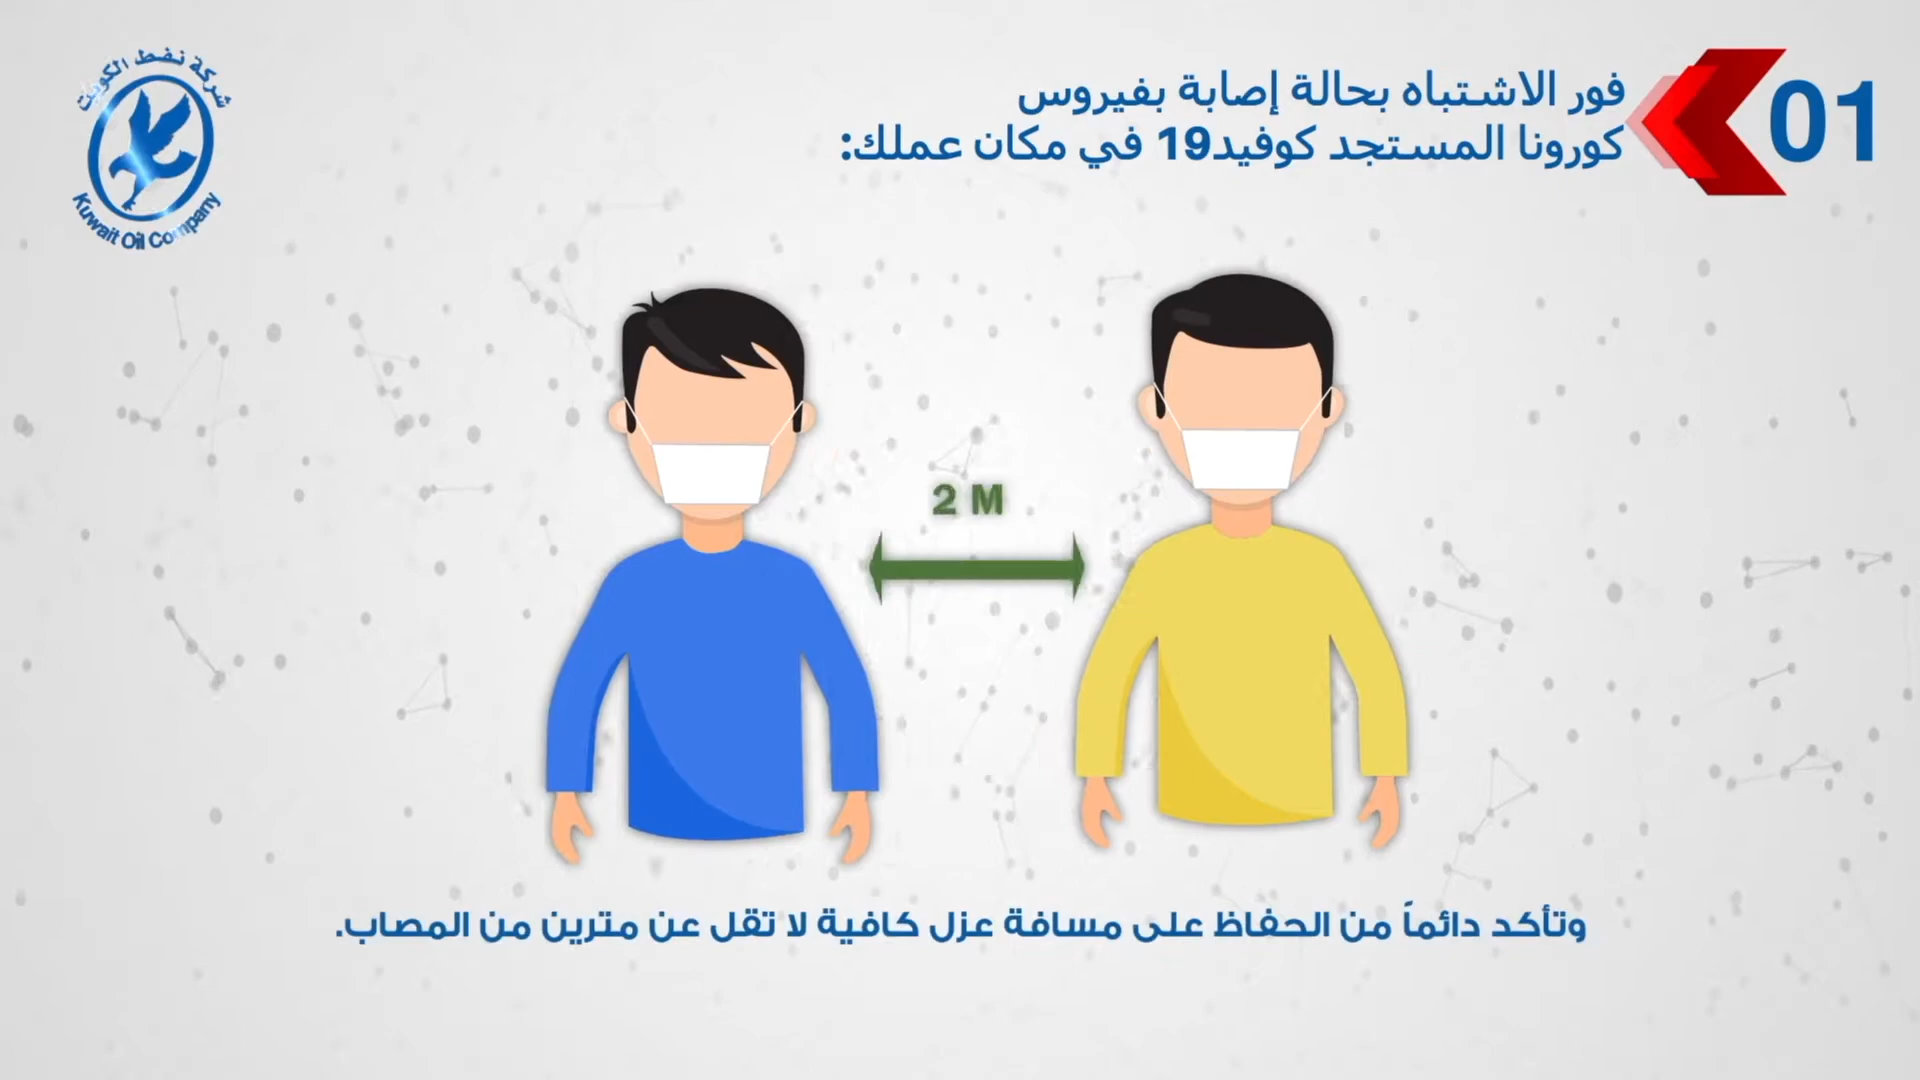 01
فور الاشتباه بحالة إصابة بفيروس
كورونا المستجد كوفيد19 في مكان عملك:
شركة نفط الكويت
Kuwait Oil Company
2 M
وتأكد دائماً من الحفاظ على مسافة عزل كافية لا تقل عن مترين من المصاب.